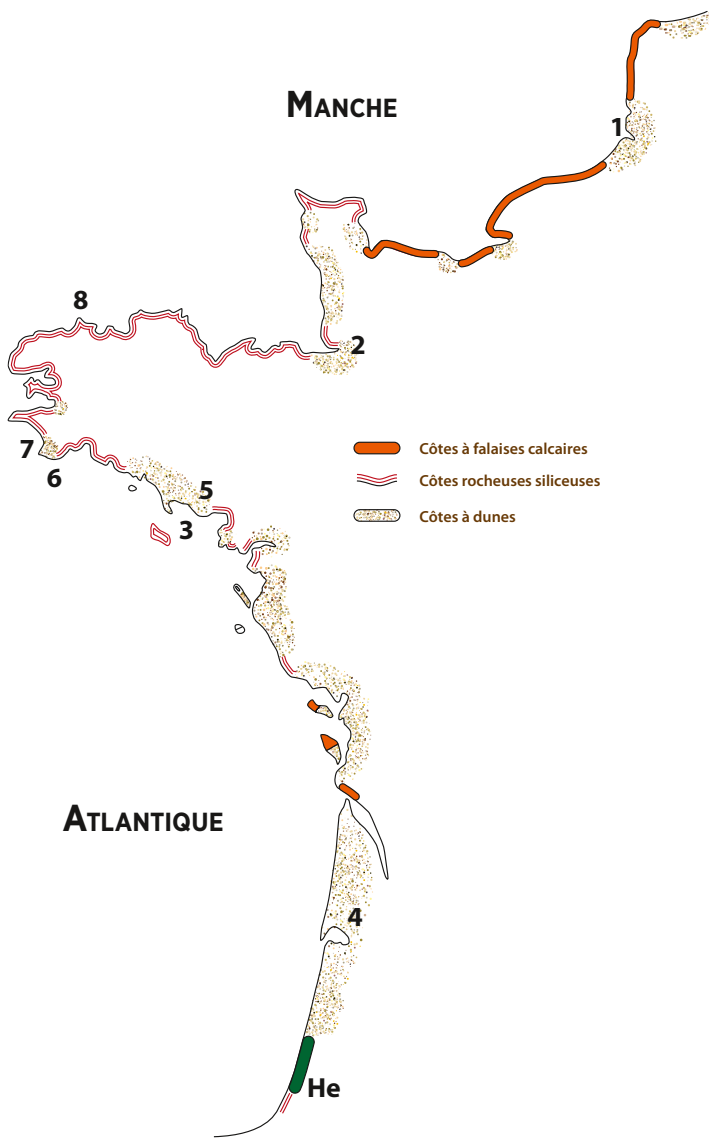 MANCHE
1
8
2
7
6
5
3
Côtes à falaises calcaires
Côtes rocheuses siliceuses
Côtes à dunes
ATLANTIQUE
4
He